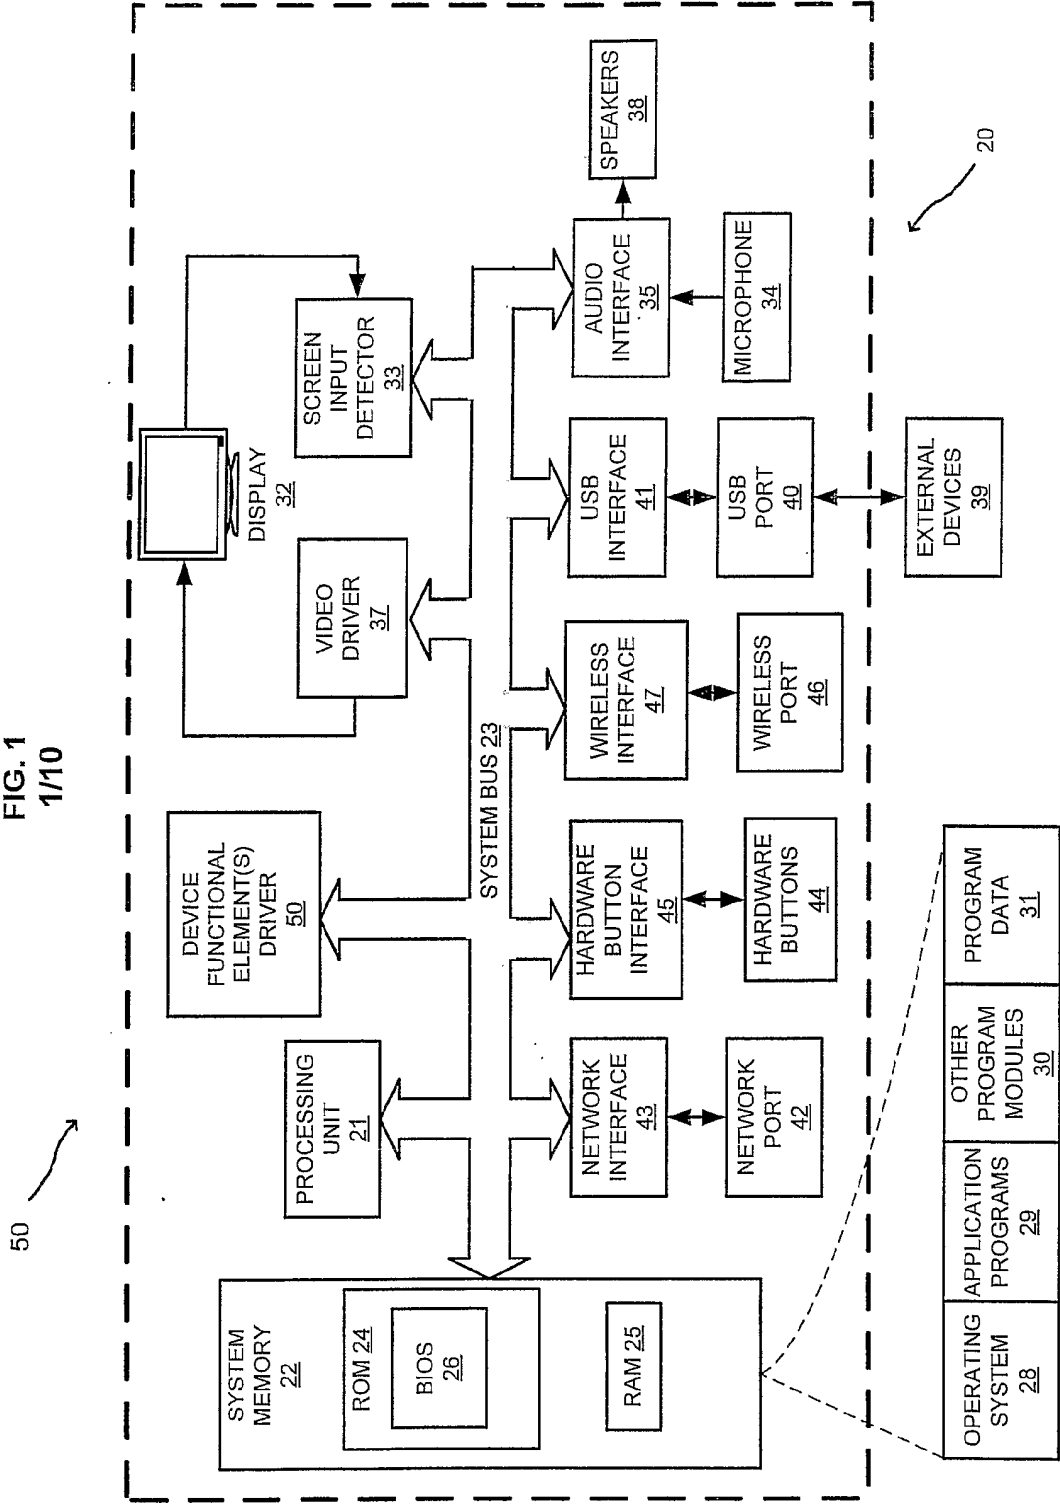 FIG. 1
1/10
50
20
SYSTEM
MEMORY
22
ROM 24
BIOS
26
RAM 25
PROCESSING
UNIT
21
DEVICE
FUNCTIONAL
ELEMENT(S)
DRIVER
50
VIDEO
DRIVER
37
DISPLAY
32
SCREEN
INPUT
DETECTOR
33
SYSTEM BUS 23
NETWORK
INTERFACE
43
NETWORK
PORT
42
HARDWARE
BUTTON
INTERFACE
45
HARDWARE
BUTTONS
44
WIRELESS
INTERFACE
47
WIRELESS
PORT
46
USB
INTERFACE
41
USB
PORT
40
EXTERNAL
DEVICES
39
AUDIO
INTERFACE
35
SPEAKERS
38
MICROPHONE
34
OPERATING
SYSTEM
28
APPLICATION
PROGRAMS
29
OTHER
PROGRAM
MODULES
30
PROGRAM
DATA
31